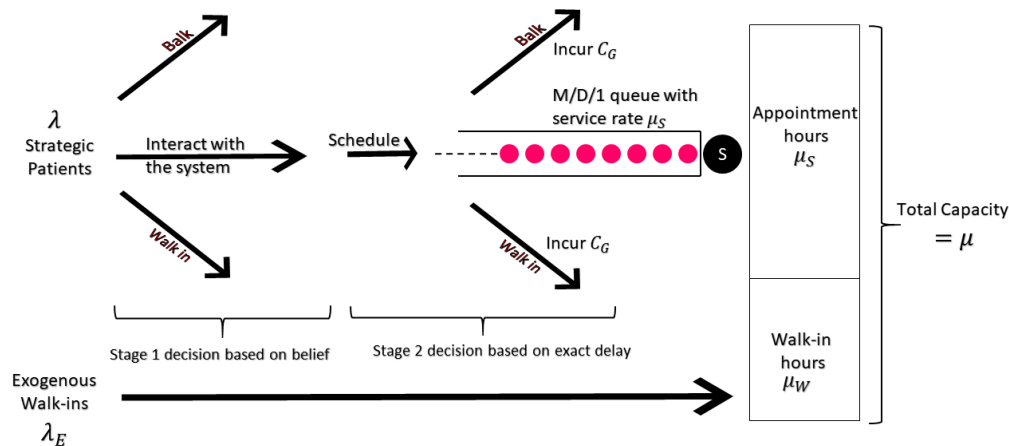 Balk
Balk
Incur C_G
M/D/1 queue with
service rate μ_S
Appointment
hours
μ_S
λ
Strategic
Patients
Interact with
the system
Schedule
S
Total Capacity
= μ
Walk in
Walk in
Incur C_G
Stage 1 decision based on belief
Stage 2 decision based on exact delay
Walk-in
hours
μ_W
Exogenous
Walk-ins
λ_E